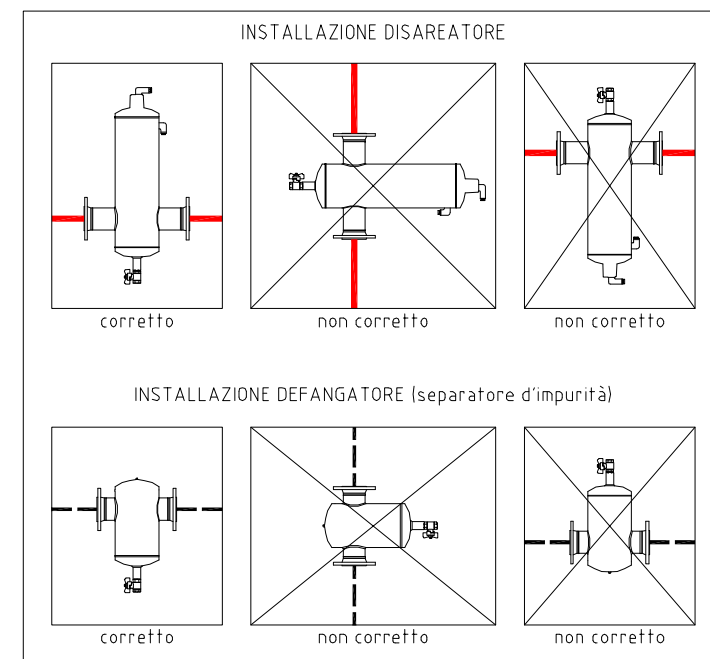 INSTALLAZIONE DISAREATORE
corretto
non corretto
non corretto
INSTALLAZIONE DEFANGATORE (separatore d'impurità)
corretto
non corretto
non corretto